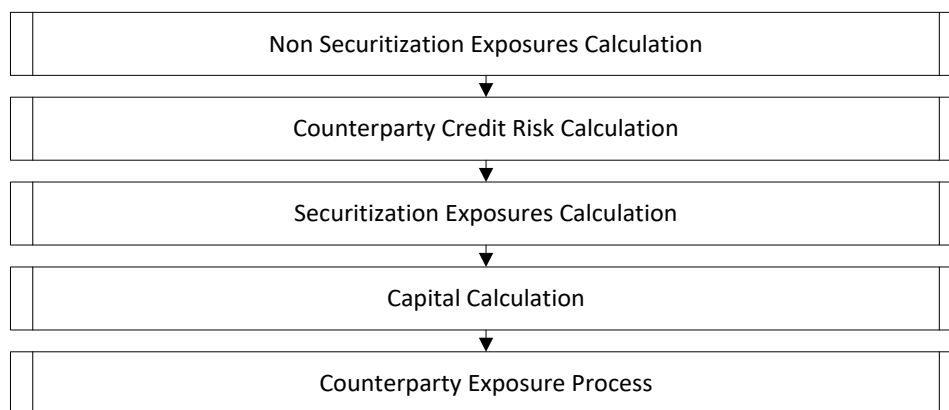 Non Securitization Exposures Calculation
Counterparty Credit Risk Calculation
Securitization Exposures Calculation
Capital Calculation
Counterparty Exposure Process